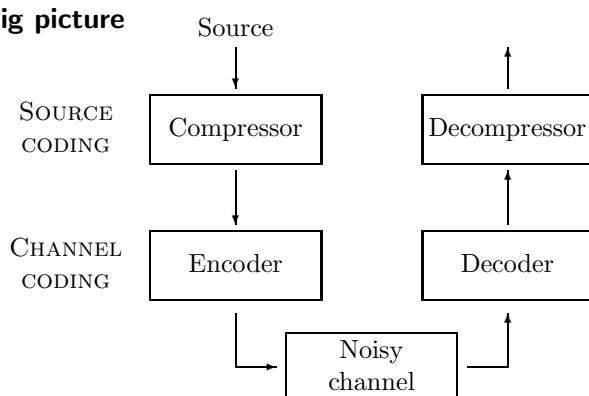 ig picture
Source
SOURCE
CODING
Compressor
Decompressor
CHANNEL
CODING
Encoder
Decoder
Noisy
channel